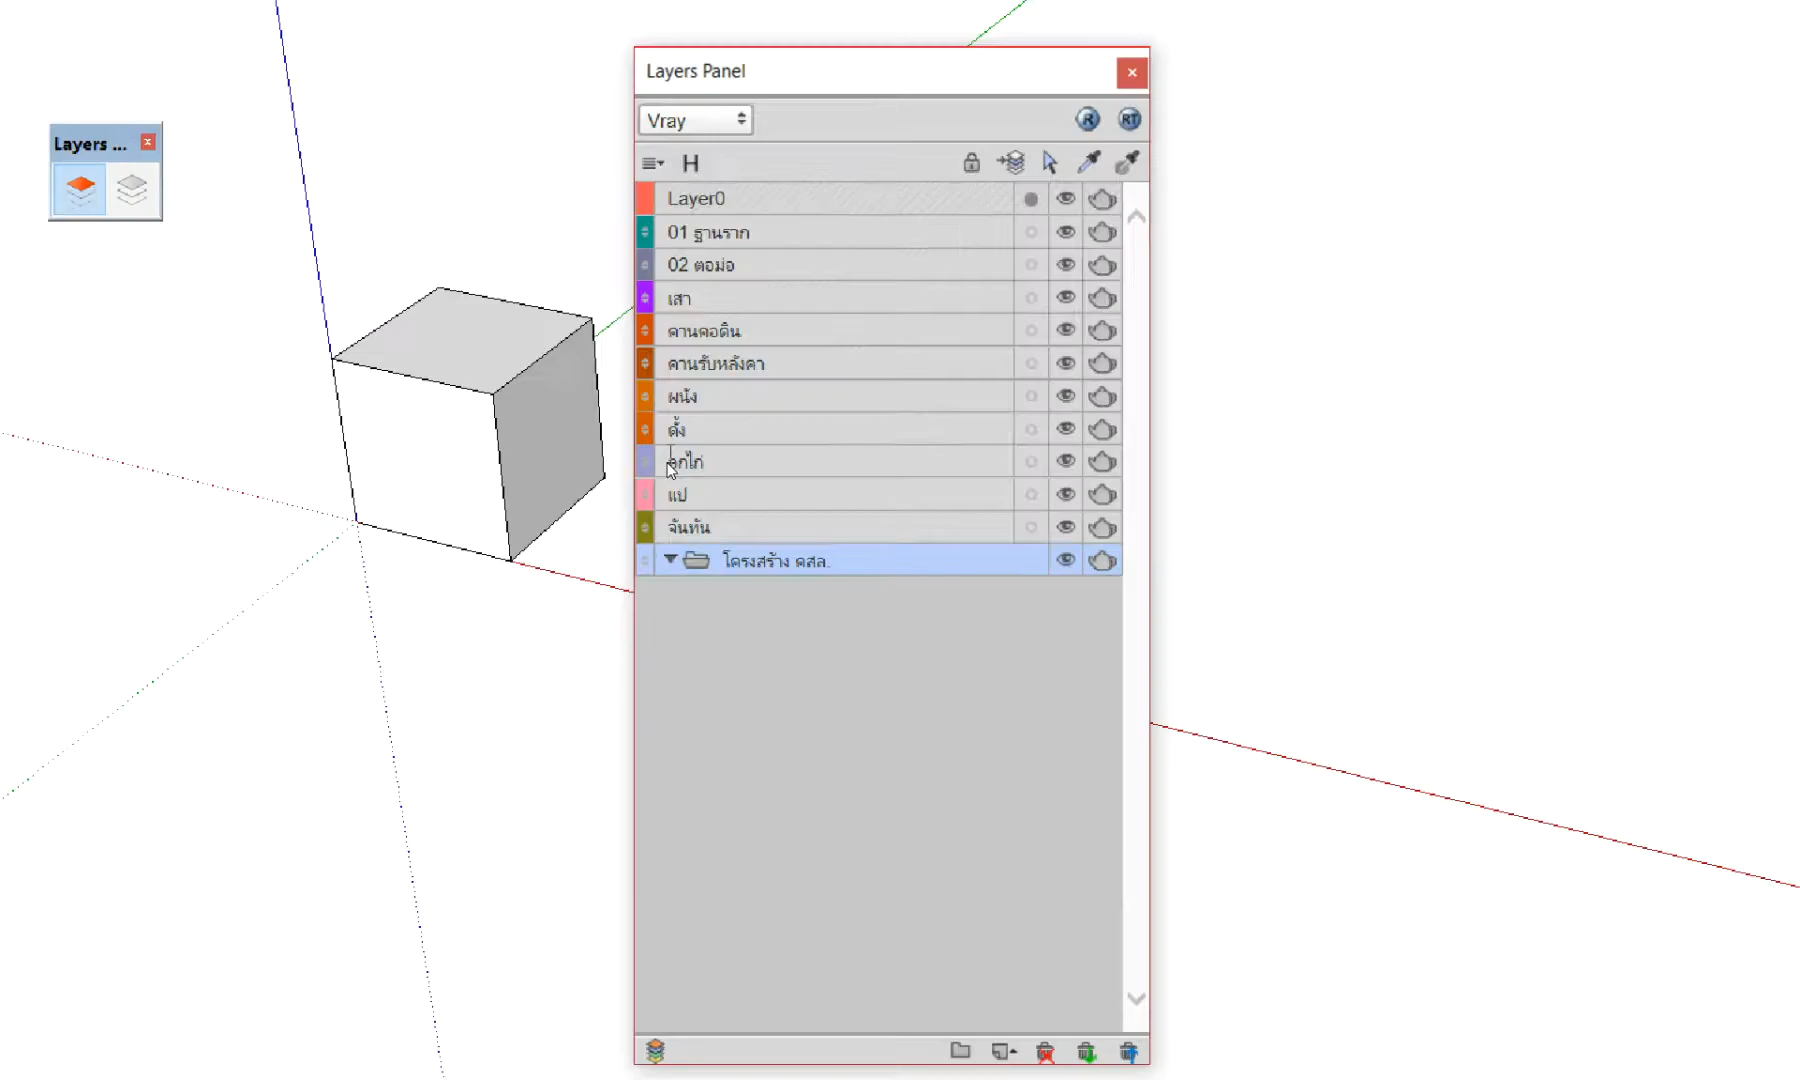 Layers Panel
Layers ...
Vray
R
RT
H
Layer0
01 ฐานราก
02 ตอม่อ
เสา
คานคอดิน
คานรับหลังคา
ผนัง
ดั้ง
อกไก่
แป
จันทัน
โครงสร้าง คสล.